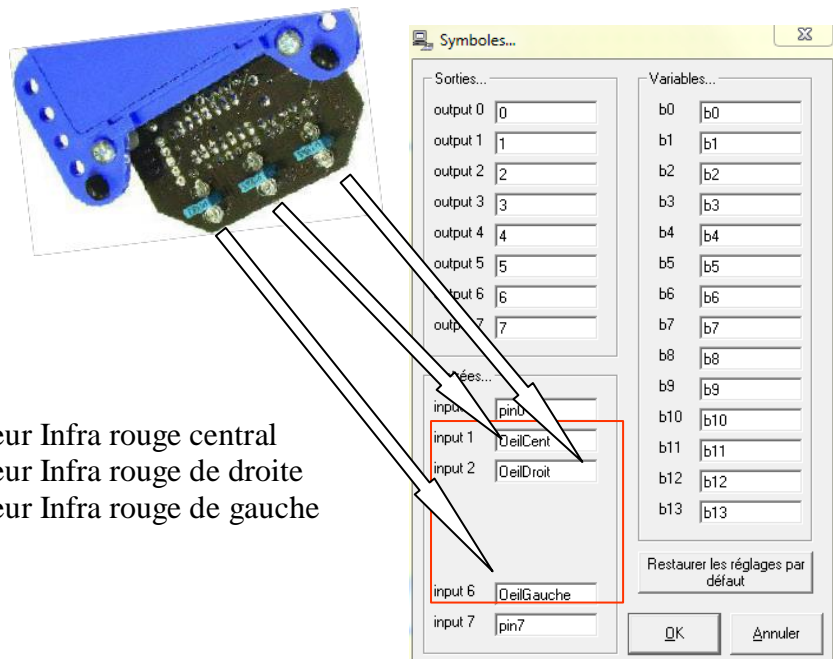 Symboles...
Sorties...
output 0 0
output 1 1
output 2 2
output 3 3
output 4 4
output 5 5
6 6
7
input pin0
input 1 OeilCent
input 2 OeilDroit
input 6 OeilGauche
input 7 pin7
Variables...
b0 b0
b1 b1
b2 b2
b3 b3
b4 b4
b5 b5
b6 b6
b7 b7
b8 b8
b9 b9
b10 b10
b11 b11
b12 b12
b13 b13
Restaurer les réglages par
défaut
OK Annuler
eur Infra rouge central
eur Infra rouge de droite
eur Infra rouge de gauche